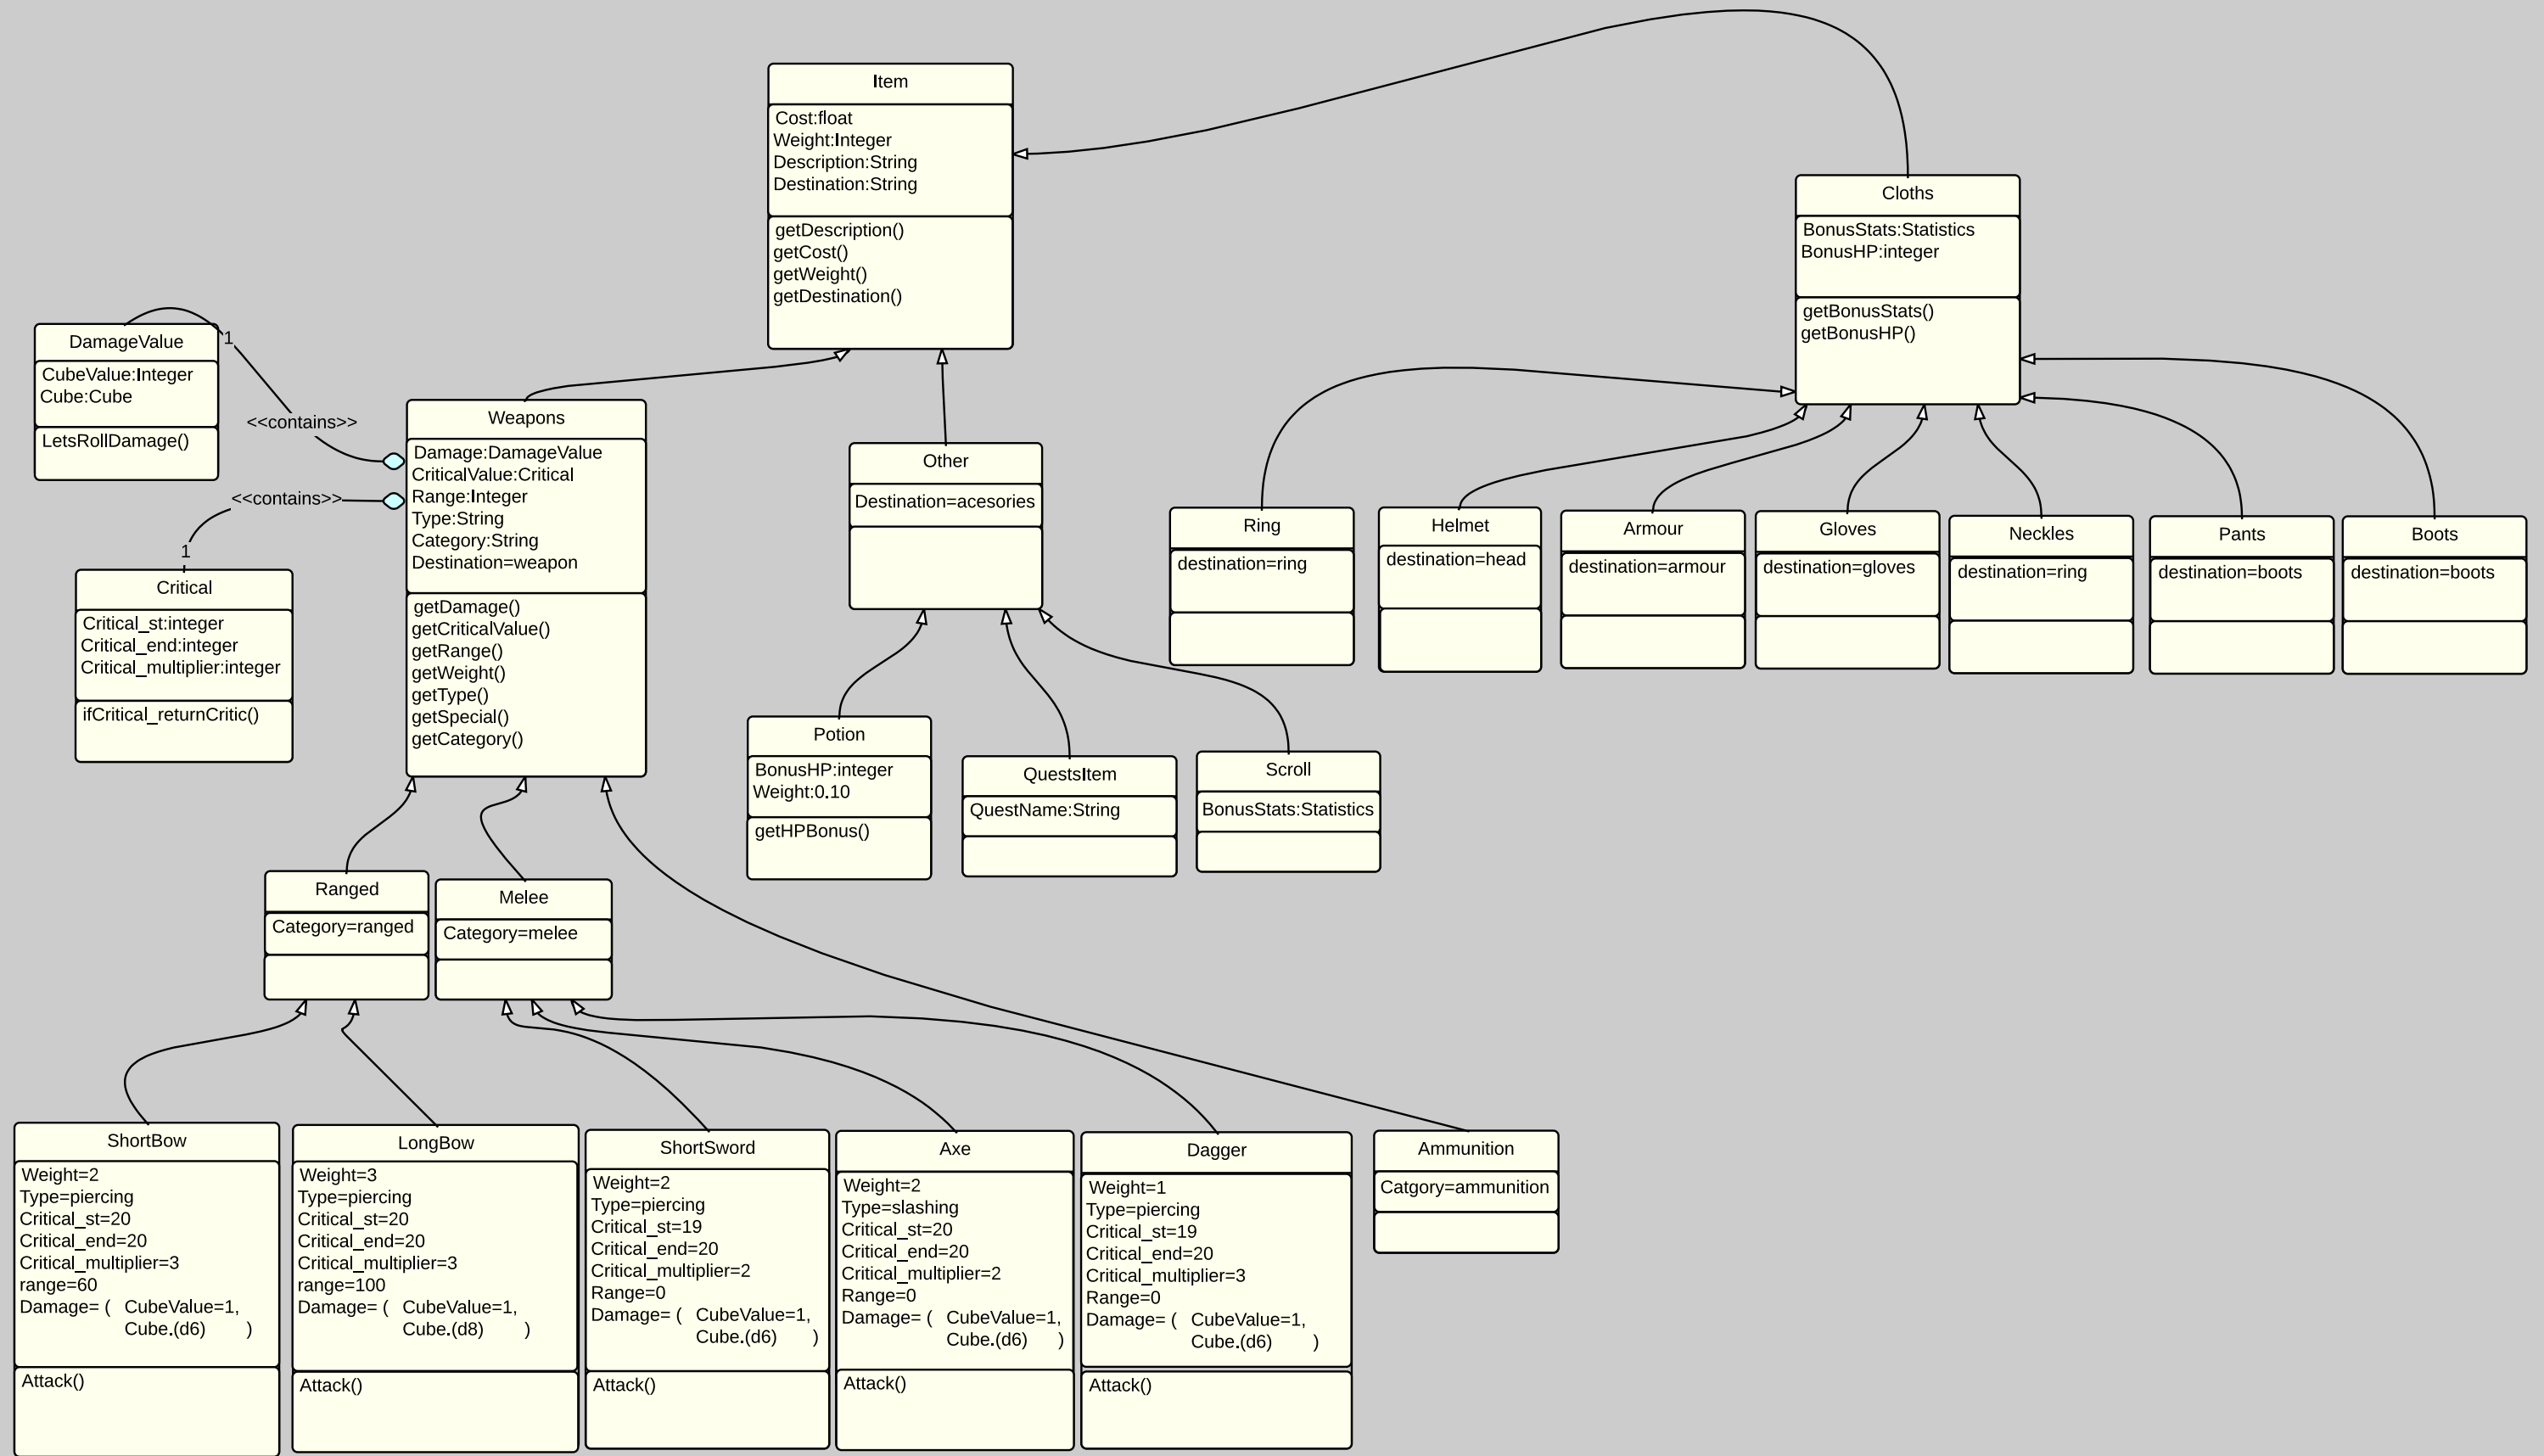 Item
Cost:float
Weight:Integer
Description:String
Destination:String
getDescription()
getCost()
getWeight()
getDestination()
Cloths
BonusStats:Statistics
BonusHP:integer
getBonusStats()
getBonusHP()
DamageValue
CubeValue:Integer
Cube:Cube
LetsRollDamage()
1
<<contains>>
<<contains>>
1
Critical
Critical_st:integer
Critical_end:integer
Critical_multiplier:integer
ifCritical_returnCritic()
Weapons
Damage:DamageValue
CriticalValue:Critical
Range:Integer
Type:String
Category:String
Destination=weapon
getDamage()
getCriticalValue()
getRange()
getWeight()
getType()
getSpecial()
getCategory()
Other
Destination=acesories
Ring
destination=ring
Helmet
destination=head
Armour
destination=armour
Gloves
destination=gloves
Neckles
destination=ring
Pants
destination=boots
Boots
destination=boots
Potion
BonusHP:integer
Weight:0.10
getHPBonus()
QuestsItem
QuestName:String
Scroll
BonusStats:Statistics
Ranged
Category=ranged
Melee
Category=melee
ShortBow
Weight=2
Type=piercing
Critical_st=20
Critical_end=20
Critical_multiplier=3
range=60
Damage= ( CubeValue=1,
Cube.(d6) )
Attack()
LongBow
Weight=3
Type=piercing
Critical_st=20
Critical_end=20
Critical_multiplier=3
range=100
Damage= ( CubeValue=1,
Cube.(d8) )
Attack()
ShortSword
Weight=2
Type=piercing
Critical_st=19
Critical_end=20
Critical_multiplier=2
Range=0
Damage= ( CubeValue=1,
Cube.(d6) )
Attack()
Axe
Weight=2
Type=slashing
Critical_st=20
Critical_end=20
Critical_multiplier=2
Range=0
Damage= ( CubeValue=1,
Cube.(d6) )
Attack()
Dagger
Weight=1
Type=piercing
Critical_st=19
Critical_end=20
Critical_multiplier=3
Range=0
Damage= ( CubeValue=1,
Cube.(d6) )
Attack()
Ammunition
Catgory=ammunition